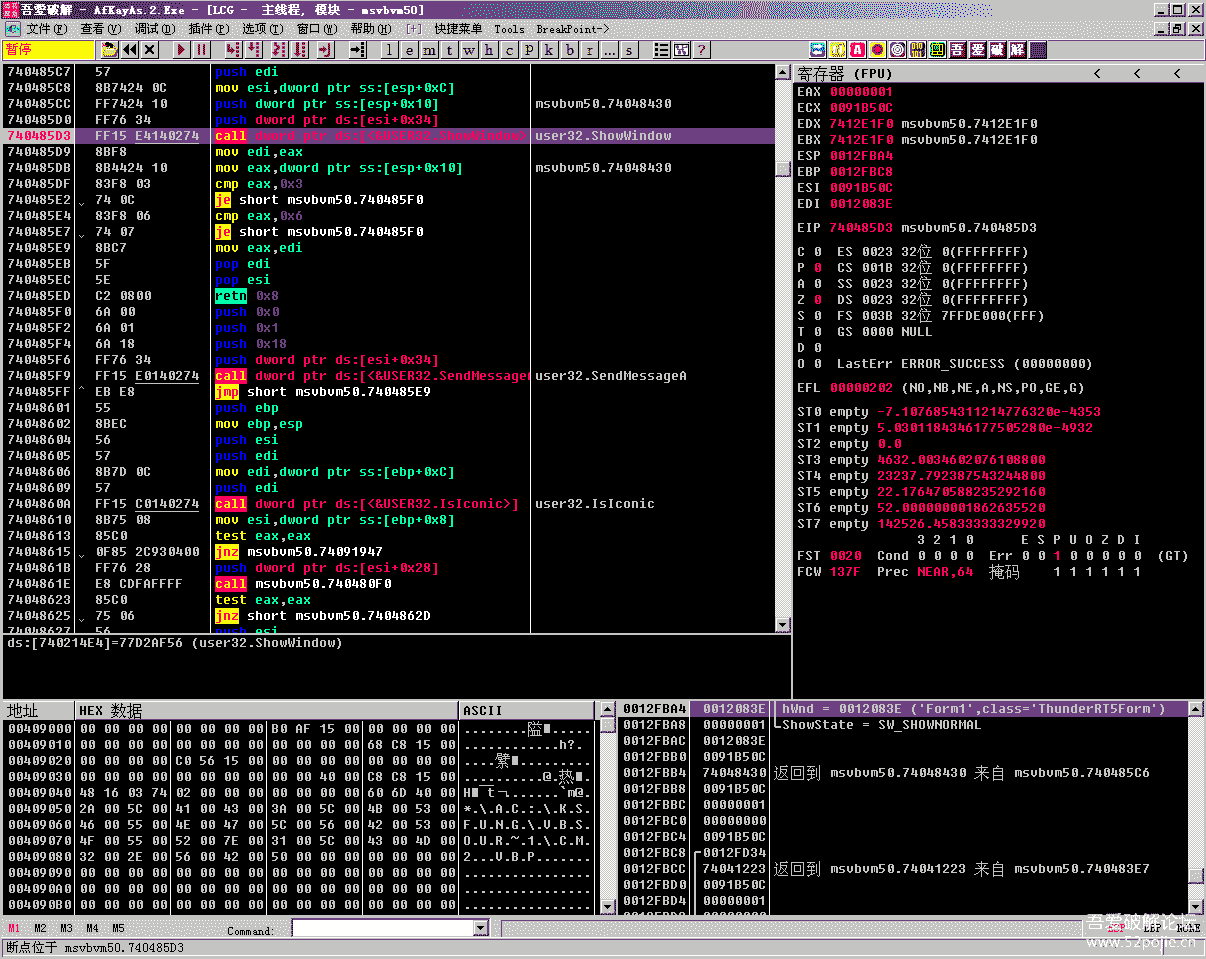 吾爱破解 - AfKayAs.2.Exe - [LCG - 主线程, 模块 - msvbvm50]
文件(F) 查看(V) 调试(D) 插件(P) 选项(T) 窗口(W) 帮助(H) [+] 快捷菜单 Tools BreakPoint->
暂停 l e m t w h c p k b r ... s ?
740485C7 57 push edi
740485C8 8B7424 0C mov esi,dword ptr ss:[esp+0xC]
740485CC FF7424 10 push dword ptr ss:[esp+0x10] msvbvm50.74048430
740485D0 FF76 34 push dword ptr ds:[esi+0x34]
740485D3 FF15 E4140274 call dword ptr ds:[<&USER32.ShowWindow>] user32.ShowWindow
740485D9 8BF8 mov edi,eax
740485DB 8B4424 10 mov eax,dword ptr ss:[esp+0x10] msvbvm50.74048430
740485DF 83F8 03 cmp eax,0x3
740485E2 74 0C je short msvbvm50.740485F0
740485E4 83F8 06 cmp eax,0x6
740485E7 74 07 je short msvbvm50.740485F0
740485E9 8BC7 mov eax,edi
740485EB 5F pop edi
740485EC 5E pop esi
740485ED C2 0800 retn 0x8
740485F0 6A 00 push 0x0
740485F2 6A 01 push 0x1
740485F4 6A 18 push 0x18
740485F6 FF76 34 push dword ptr ds:[esi+0x34]
740485F9 FF15 E0140274 call dword ptr ds:[<&USER32.SendMessage user32.SendMessageA
740485FF EB E8 jmp short msvbvm50.740485E9
74048601 55 push ebp
74048602 8BEC mov ebp,esp
74048604 56 push esi
74048605 57 push edi
74048606 8B7D 0C mov edi,dword ptr ss:[ebp+0xC]
74048609 57 push edi
7404860A FF15 C0140274 call dword ptr ds:[<&USER32.IsIconic>] user32.IsIconic
74048610 8B75 08 mov esi,dword ptr ss:[ebp+0x8]
74048613 85C0 test eax,eax
74048615 0F85 2C930400 jnz msvbvm50.74091947
7404861B FF76 28 push dword ptr ds:[esi+0x28]
7404861E E8 CDFAFFFF call msvbvm50.740480F0
74048623 85C0 test eax,eax
74048625 75 06 jnz short msvbvm50.7404862D
74048627 56 push esi
ds:[740214E4]=77D2AF56 (user32.ShowWindow)
寄存器 (FPU) < < <
EAX 00000001
ECX 0091B50C
EDX 7412E1F0 msvbvm50.7412E1F0
EBX 7412E1F0 msvbvm50.7412E1F0
ESP 0012FBA4
EBP 0012FBC8
ESI 0091B50C
EDI 0012083E
EIP 740485D3 msvbvm50.740485D3
C 0 ES 0023 32位 0(FFFFFFFF)
P 0 CS 001B 32位 0(FFFFFFFF)
A 0 SS 0023 32位 0(FFFFFFFF)
Z 0 DS 0023 32位 0(FFFFFFFF)
S 0 FS 003B 32位 7FFDE000(FFF)
T 0 GS 0000 NULL
D 0
O 0 LastErr ERROR_SUCCESS (00000000)
EFL 00000202 (NO,NB,NE,A,NS,PO,GE,G)
ST0 empty -7.1076854311214776320e-4353
ST1 empty 5.0301184346177505280e-4932
ST2 empty 0.0
ST3 empty 4632.0034602076108800
ST4 empty 23237.792387543244800
ST5 empty 22.176470588235292160
ST6 empty 52.000000001862635520
ST7 empty 142526.45833333329920
3 2 1 0 E S P U O Z D I
FST 0020 Cond 0 0 0 0 Err 0 0 1 0 0 0 0 0 (GT)
FCW 137F Prec NEAR,64 掩码 1 1 1 1 1 1
地址 HEX 数据 ASCII
00409000 00 00 00 00 00 00 00 00 B0 AF 15 00 00 00 00 00
00409010 00 00 00 00 00 00 00 00 00 00 00 00 68 C8 15 00 ............h?.
00409020 00 00 00 00 C0 56 15 00 00 00 00 00 00 00 00 00
00409030 00 00 00 00 00 00 00 00 00 00 40 00 C8 C8 15 00
00409040 48 16 03 74 02 00 00 00 00 00 00 00 60 6D 40 00
00409050 2A 00 5C 00 41 00 43 00 3A 00 5C 00 4B 00 53 00 *.\.A.C.:.\.K.S.
00409060 46 00 55 00 4E 00 47 00 5C 00 56 00 42 00 53 00 F.U.N.G.\.V.B.S.
00409070 4F 00 55 00 52 00 7E 00 31 00 5C 00 43 00 4D 00 O.U.R.~.1.\.C.M.
00409080 32 00 2E 00 56 00 42 00 50 00 00 00 00 00 00 00 2...V.B.P.......
00409090 00 00 00 00 00 00 00 00 00 00 00 00 00 00 00 00 ................
004090A0 00 00 00 00 00 00 00 00 00 00 00 00 00 00 00 00 ................
004090B0 00 00 00 00 00 00 00 00 00 00 00 00 00 00 00 00 ................
0012FBA4 0012083E hWnd = 0012083E ('Form1',class='ThunderRT5Form')
0012FBA8 00000001 ShowState = SW_SHOWNORMAL
0012FBAC 0012083E
0012FBB0 0091B50C
0012FBB4 74048430 返回到 msvbvm50.74048430 来自 msvbvm50.740485C6
0012FBB8 0091B50C
0012FBBC 00000001
0012FBC0 00000000
0012FBC4 0091B50C
0012FBC8 0012FD34
0012FBCC 74041223 返回到 msvbvm50.74041223 来自 msvbvm50.740483E7
0012FBD0 0091B50C
0012FBD4 00000001
M1 M2 M3 M4 M5 Command: ESP EBP NONE
断点位于 msvbvm50.740485D3
吾爱破解论坛
www.52pojie.cn